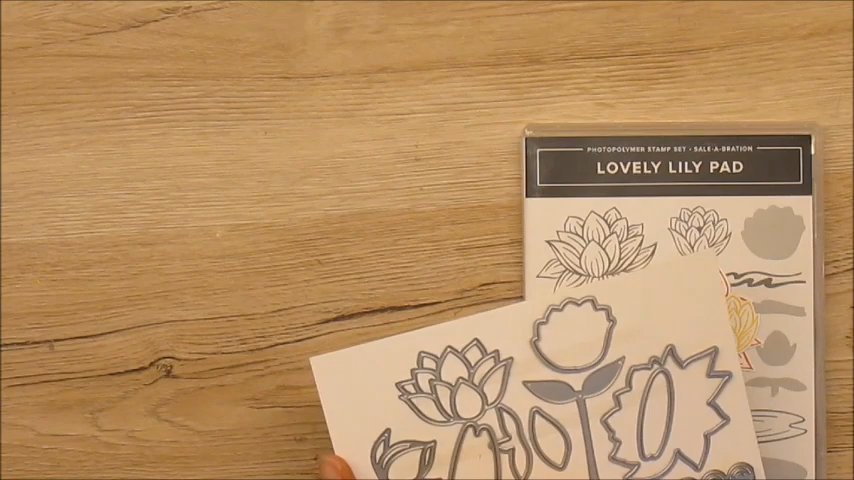 PHOTOPOLYMER STAMP SET • SALE-A-BRATION
LOVELY LILY PAD